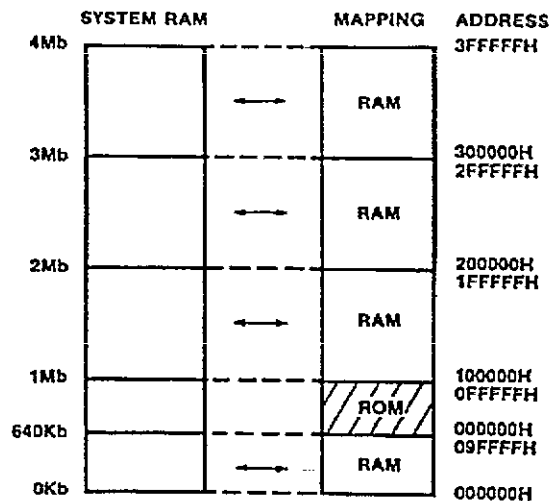 SYSTEM RAM MAPPING ADDRESS
4Mb 3FFFFFH
RAM
3Mb 300000H
2FFFFFH
RAM
2Mb 200000H
1FFFFFH
RAM
1Mb 100000H
0FFFFFH
ROM
640Kb 000000H
09FFFFH
RAM
0Kb 000000H